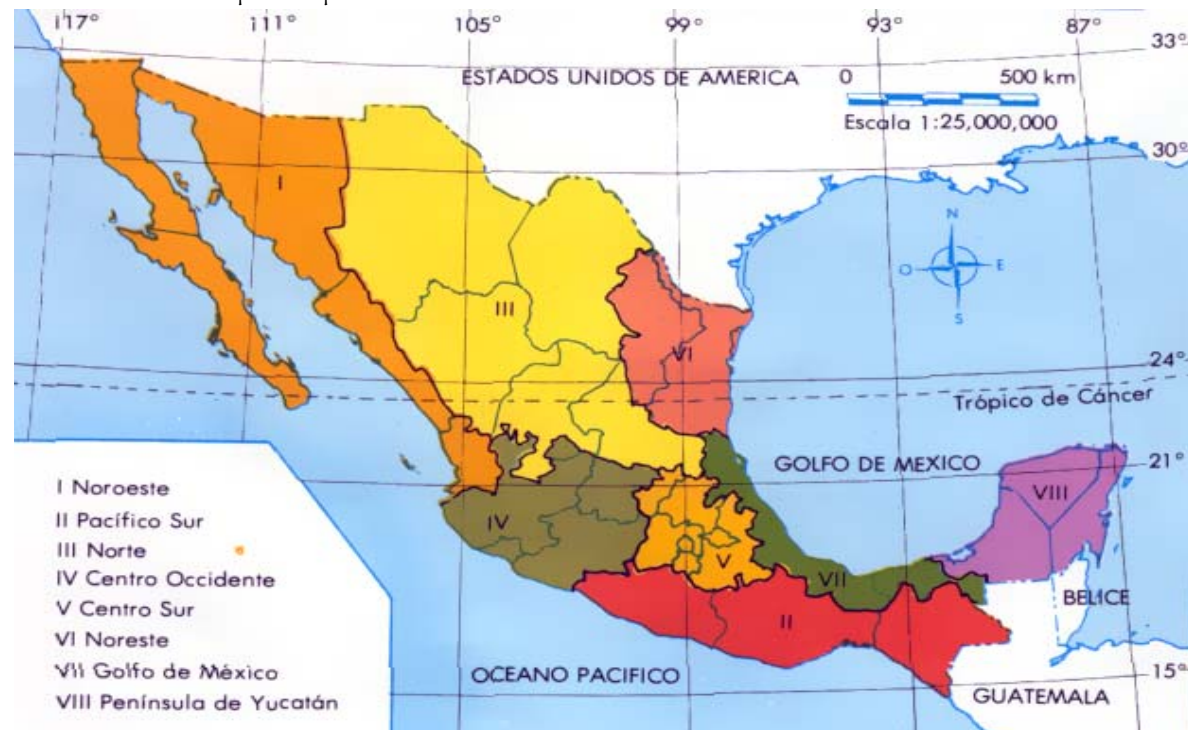 117°
111°
105°
99°
93°
87°
33°
ESTADOS UNIDOS DE AMERICA
0
500 km
Escala 1:25,000,000
30°
I
N
O
E
S
III
VI
24°
Trópico de Cáncer
GOLFO DE MEXICO
21°
VIII
I Noroeste
II Pacífico Sur
III Norte
IV Centro Occidente
V Centro Sur
VI Noreste
VII Golfo de México
VIII Península de Yucatán
IV
V
VII
II
BELICE
OCEANO PACIFICO
15°
GUATEMALA